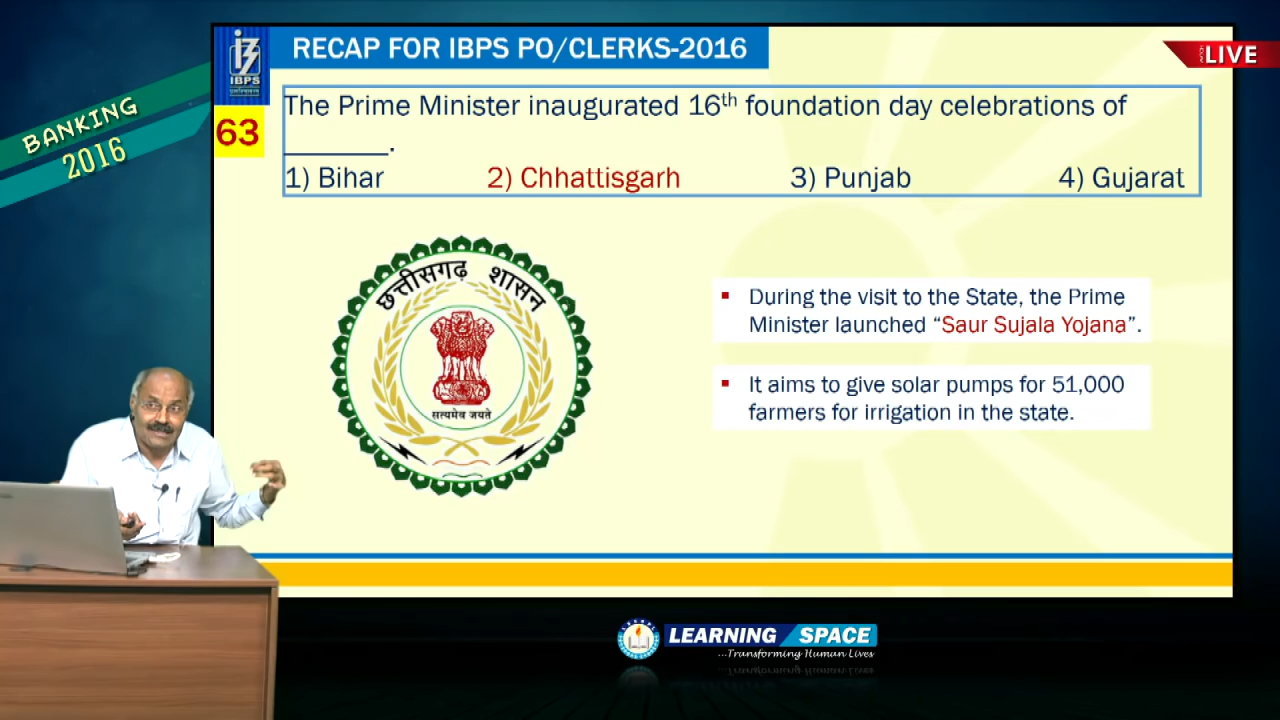 RECAP FOR IBPS PO/CLERKS-2016
IBPS
LIVE
BANKING
2016
63
The Prime Minister inaugurated 16th foundation day celebrations of
_______.
1) Bihar 2) Chhattisgarh 3) Punjab 4) Gujarat
छत्तीसगढ़ शासन
सत्यमेव जयते
▪ During the visit to the State, the Prime
Minister launched “Saur Sujala Yojana”.
▪ It aims to give solar pumps for 51,000
farmers for irrigation in the state.
LEARNING SPACE
...Transforming Human Lives